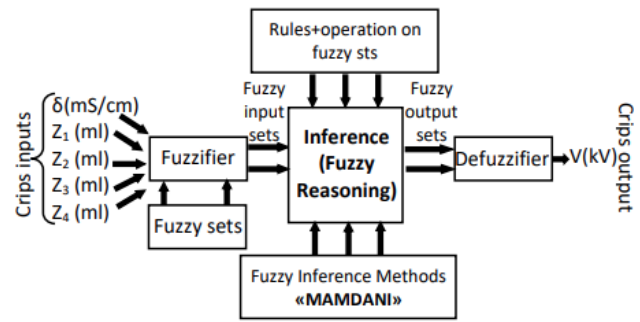 Rules+operation on
fuzzy sts
Crips inputs
δ(mS/cm)
Z₁ (ml)
Z₂ (ml)
Z₃ (ml)
Z₄ (ml)
Fuzzifier
Fuzzy sets
Fuzzy
input
sets
Inference
(Fuzzy
Reasoning)
Fuzzy
output
sets
Defuzzifier
V(kV)
Crips output
Fuzzy Inference Methods
«MAMDANI»